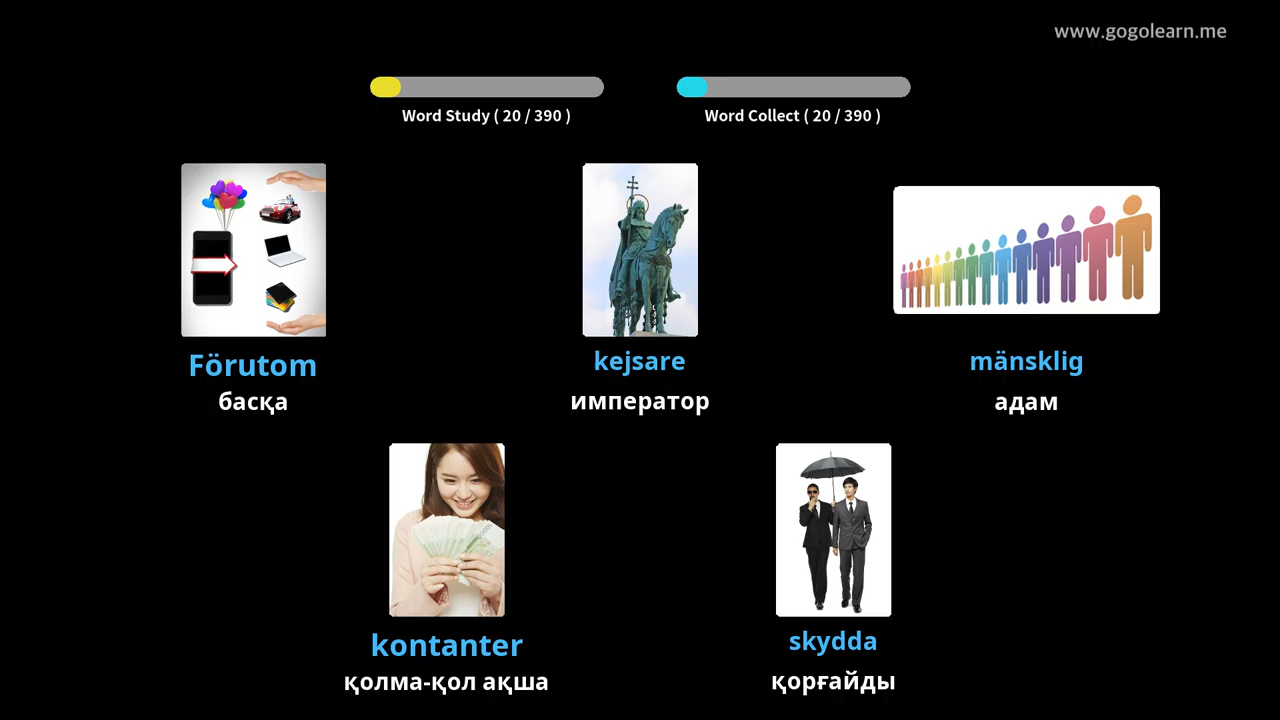 www.gogolearn.me
Word Study ( 20 / 390 )
Word Collect ( 20 / 390 )
Förutom
басқа
kejsare
император
mänsklig
адам
kontanter
қолма-қол ақша
skydda
қорғайды